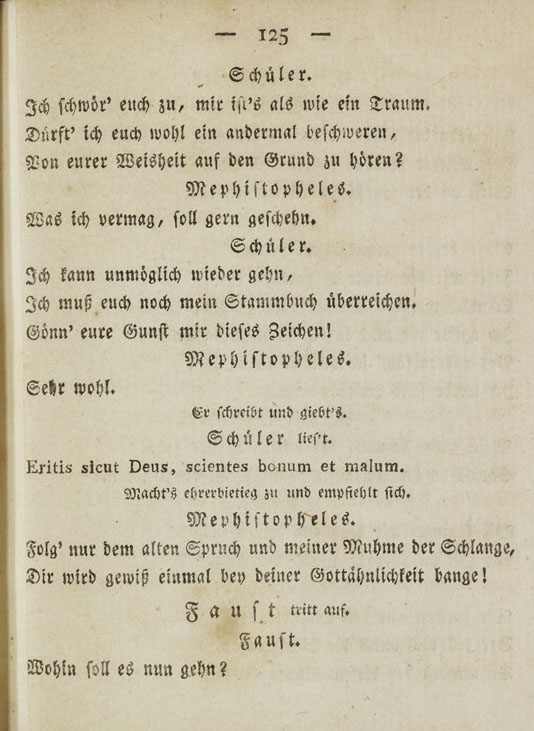 — 125 —
Schüler.
Ich schwör' euch zu, mir ist's als wie ein Traum.
Dürft' ich euch wohl ein andermal beschweren,
Von eurer Weisheit auf den Grund zu hören?
Mephistopheles.
Was ich vermag, soll gern geschehn.
Schüler.
Ich kann unmöglich wieder gehn,
Ich muß euch noch mein Stammbuch überreichen.
Gönn' eure Gunst mir dieses Zeichen!
Mephistopheles.
Sehr wohl.
Er schreibt und giebt's.
Schüler lies't.
Eritis sicut Deus, scientes bonum et malum.
Macht's ehrerbietig zu und empfiehlt sich.
Mephistopheles.
Folg' nur dem alten Spruch und meiner Muhme der Schlange,
Dir wird gewiß einmal bey deiner Gottähnlichkeit bange!
Faust tritt auf.
Faust.
Wohin soll es nun gehn?